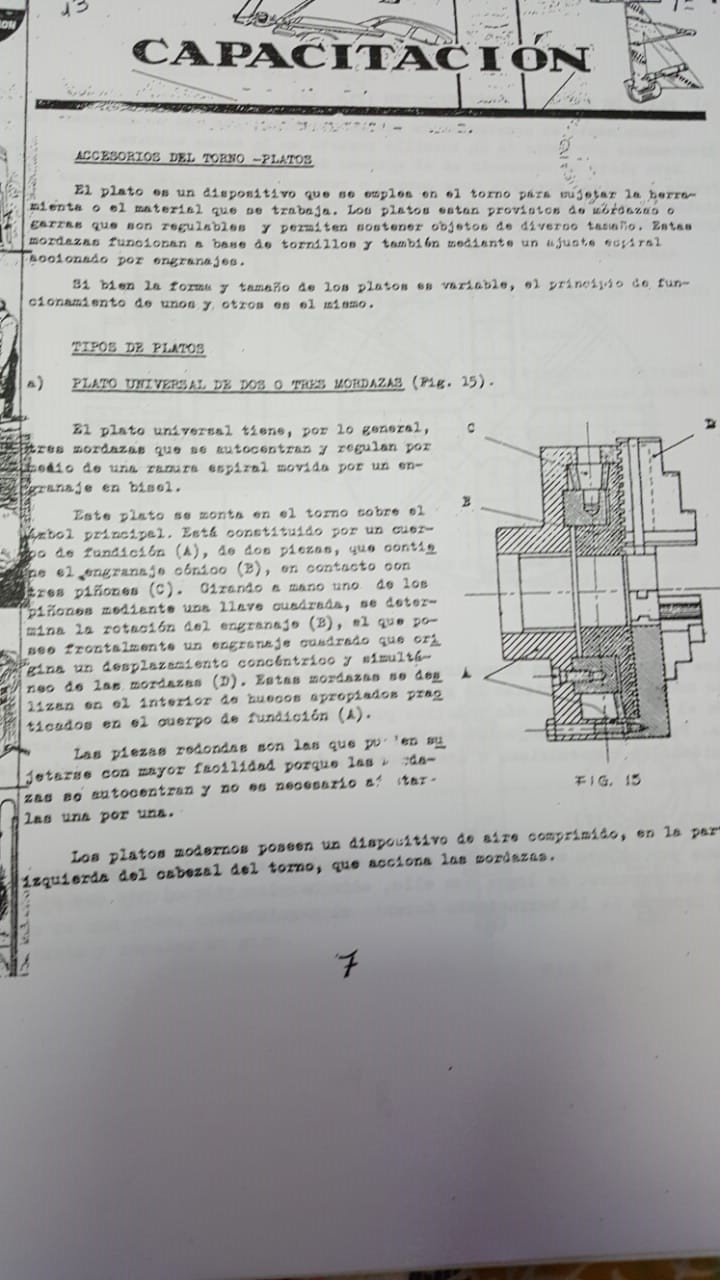 13
CAPACITACIÓN
ACCESORIOS DEL TORNO -PLATOS
El plato es un dispositivo que se emplea en el torno para sujetar la herra-
mienta o el material que se trabaja. Los platos estan provistos de mordazas o
garras que son regulables y permiten sostener objetos de diverso tamaño. Estas
mordazas funcionan a base de tornillos y también mediante un ajuste espiral
accionado por engranajes.
Si bien la forma y tamaño de los platos es variable, el principio de fun-
cionamiento de unos y otros es el mismo.
TIPOS DE PLATOS
a) PLATO UNIVERSAL DE DOS O TRES MORDAZAS (Fig. 15).
El plato universal tiene, por lo general,
tres mordazas que se autocentran y regulan por
medio de una ranura espiral movida por un en-
granaje en bisel.
Este plato se monta en el torno sobre el
árbol principal. Está constituido por un cuer-
po de fundición (A), de dos piezas, que contie
ne el engranaje cónico (B), en contacto con
tres piñones (C). Girando a mano uno de los
piñones mediante una llave cuadrada, se deter-
mina la rotación del engranaje (B), el que po-
see frontalmente un engranaje cuadrado que ori
gina un desplazamiento concéntrico y simultá-
neo de las mordazas (D). Estas mordazas se des
lizan en el interior de huecos apropiados prac
ticados en el cuerpo de fundición (A).
Las piezas redondas son las que su
jetarse con mayor facilidad porque las
zas se autocentran y no es necesario
las una por una.
C
B
D
A
FIG. 15
Los platos modernos poseen un dispositivo de aire comprimido, en la par
izquierda del cabezal del torno, que acciona las mordazas.
7